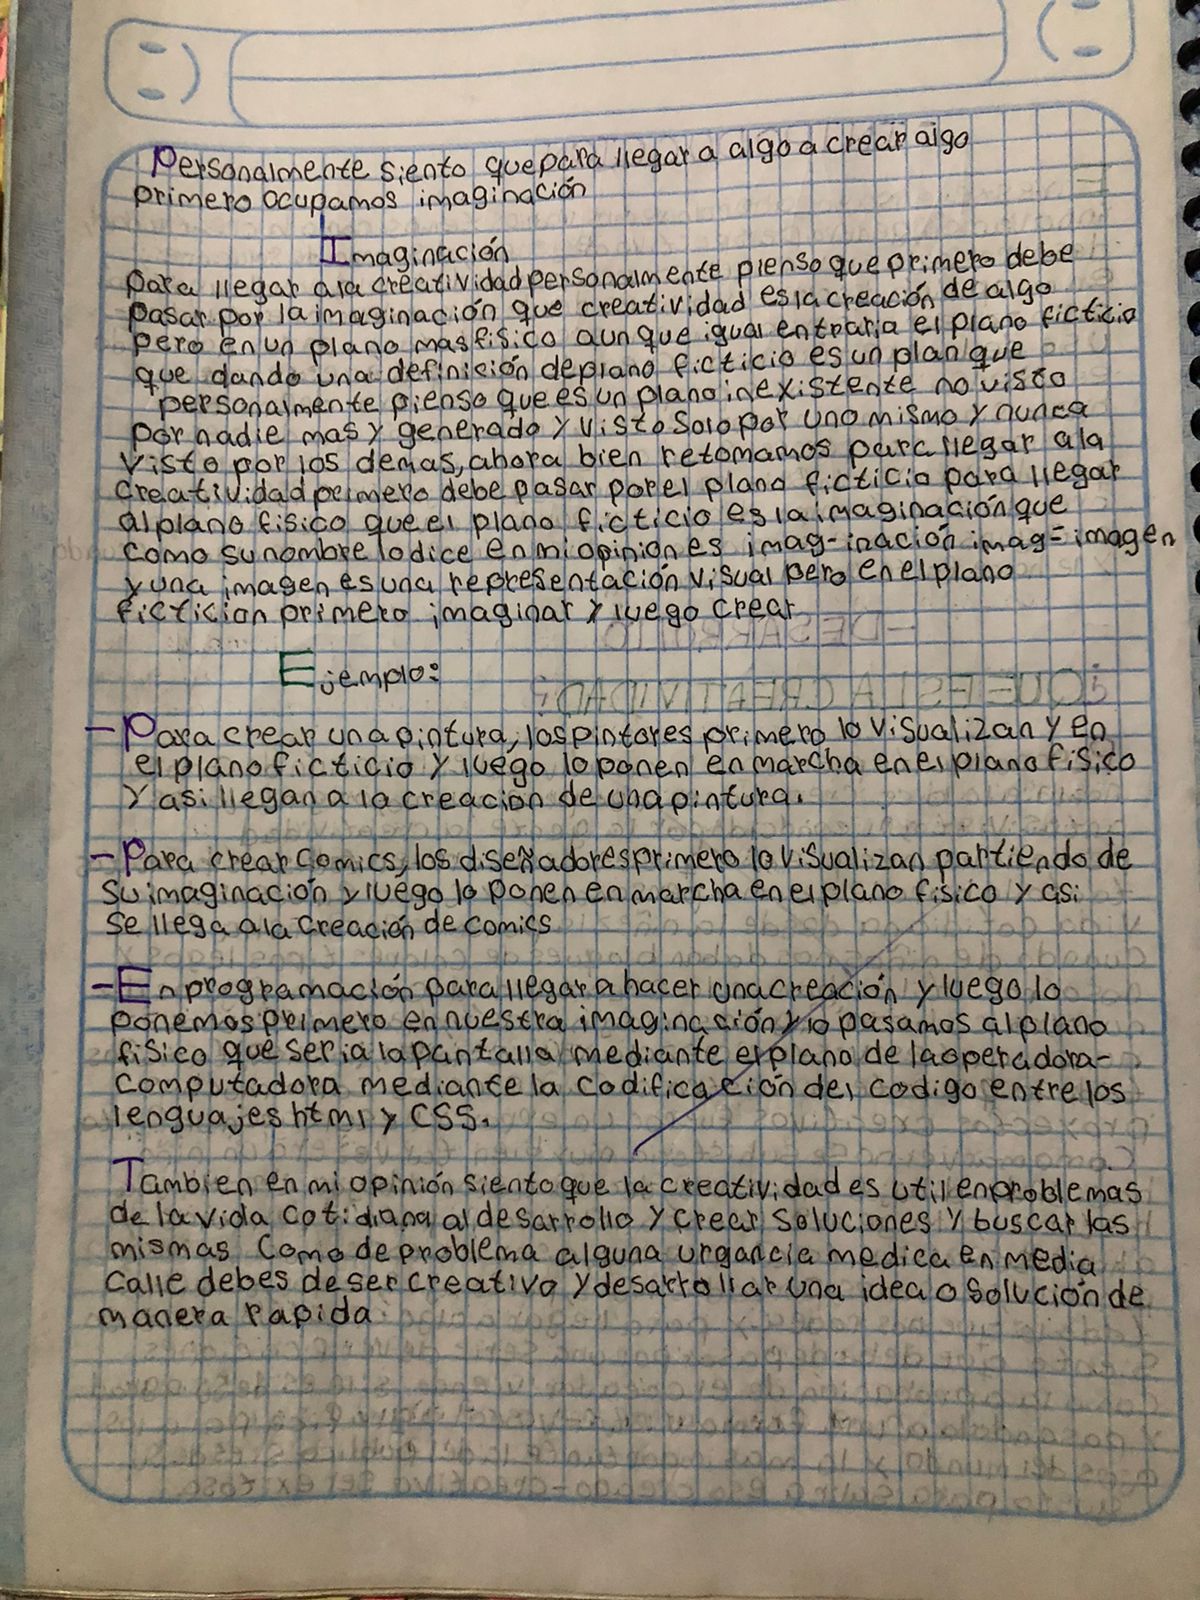 Personalmente siento que para llegar a algo a crear algo
primero ocupamos imaginación
Imaginación
para llegar a la creatividad personalmente pienso que primero debe
pasar por la imaginación que creatividad es la creación de algo
pero en un plano mas fisico aunque igual entraria el plano ficticio
que dando una definición de plano ficticio es un plan que
personalmente pienso que es un plano inexistente no visto
por nadie mas y generado y visto solo por uno mismo y nunca
visto por los demas, ahora bien retomamos para llegar a la
creatividad primero debe pasar por el plano ficticio para llegar
al plano fisico que el plano ficticio es la imaginación que
como su nombre lo dice en mi opinion es imag-inación imag=imagen
y una imagen es una representación visual pero en el plano
ficticion primero imaginar y luego crear
Ejemplo:
- Para crear una pintura, los pintores primero lo visualizan y en
el plano ficticio y luego lo ponen en marcha en el plano fisico
y asi llegan a la creación de una pintura.
- Para crear comics, los diseñadores primero lo visualizan partiendo de
su imaginación y luego lo ponen en marcha en el plano fisico y asi
se llega a la creación de comics
- En programación para llegar a hacer una creación y luego lo
ponemos primero en nuestra imaginación y lo pasamos al plano
fisico que seria la pantalla mediante el plano de la operadora-
computadora mediante la codificación del codigo entre los
lenguajes html y CSS.
Tambien en mi opinión siento que la creatividad es util en problemas
de la vida cotidiana al desarrollo y crear soluciones y buscar las
mismas como de problema alguna urgancia medica en media
calle debes de ser creativo y desarrollar una idea o solución de
manera rapida